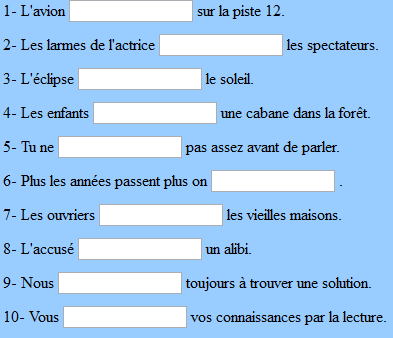 1- L'avion sur la piste 12.
2- Les larmes de l'actrice les spectateurs.
3- L'éclipse le soleil.
4- Les enfants une cabane dans la forêt.
5- Tu ne pas assez avant de parler.
6- Plus les années passent plus on .
7- Les ouvriers les vieilles maisons.
8- L'accusé un alibi.
9- Nous toujours à trouver une solution.
10- Vous vos connaissances par la lecture.